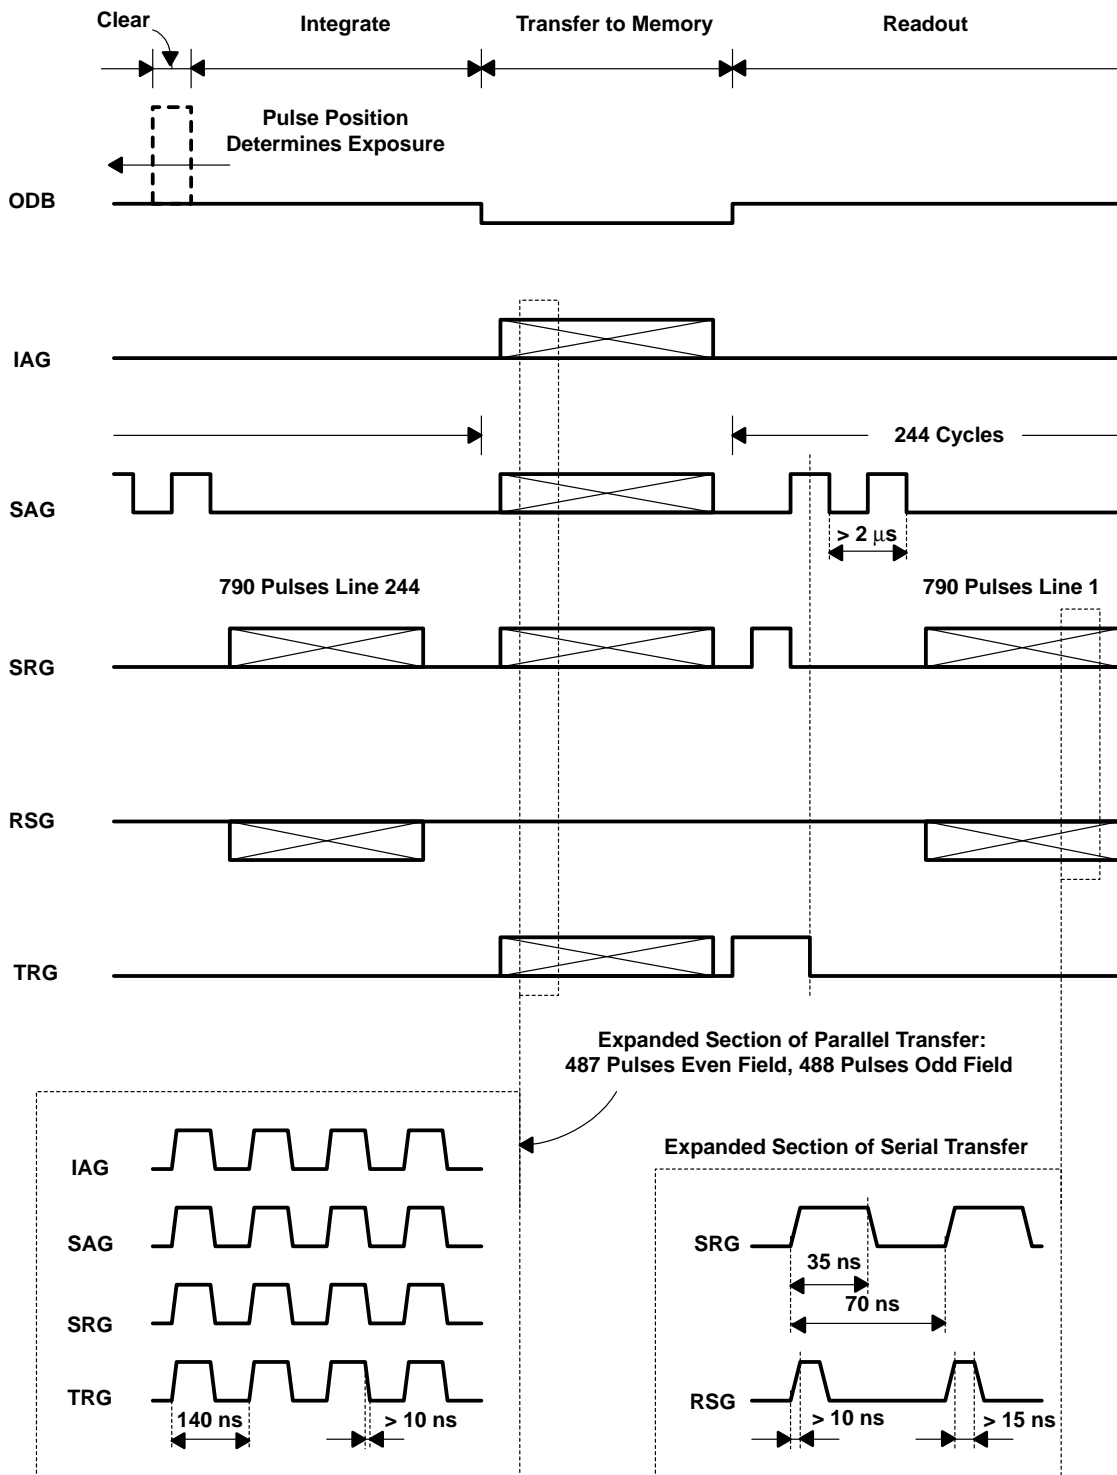 Clear
Integrate
Transfer to Memory
Readout
Pulse Position
Determines Exposure
ODB
IAG
244 Cycles
SAG
> 2 μs
790 Pulses Line 244
790 Pulses Line 1
SRG
RSG
TRG
Expanded Section of Parallel Transfer:
487 Pulses Even Field, 488 Pulses Odd Field
Expanded Section of Serial Transfer
IAG
SAG
SRG
TRG
140 ns
> 10 ns
SRG
35 ns
70 ns
RSG
> 10 ns
> 15 ns